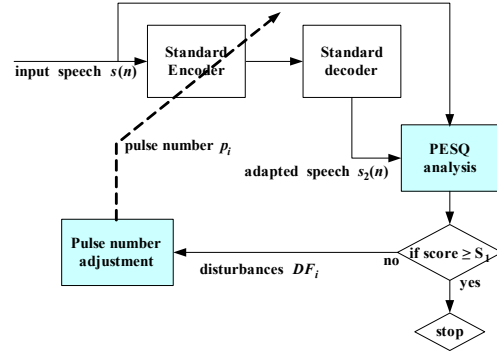 input speech s(n)
Standard
Encoder
Standard
decoder
pulse number pᵢ
adapted speech s₂(n)
PESQ
analysis
Pulse number
adjustment
disturbances DFᵢ
no
if score ≥ S₁
yes
stop